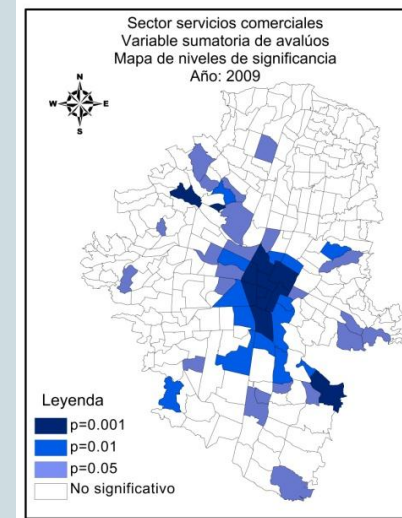 Sector servicios comerciales
Variable sumatoria de avalúos
Mapa de niveles de significancia
Año: 2009
N
W E
S
Leyenda
p=0.001
p=0.01
p=0.05
No significativo